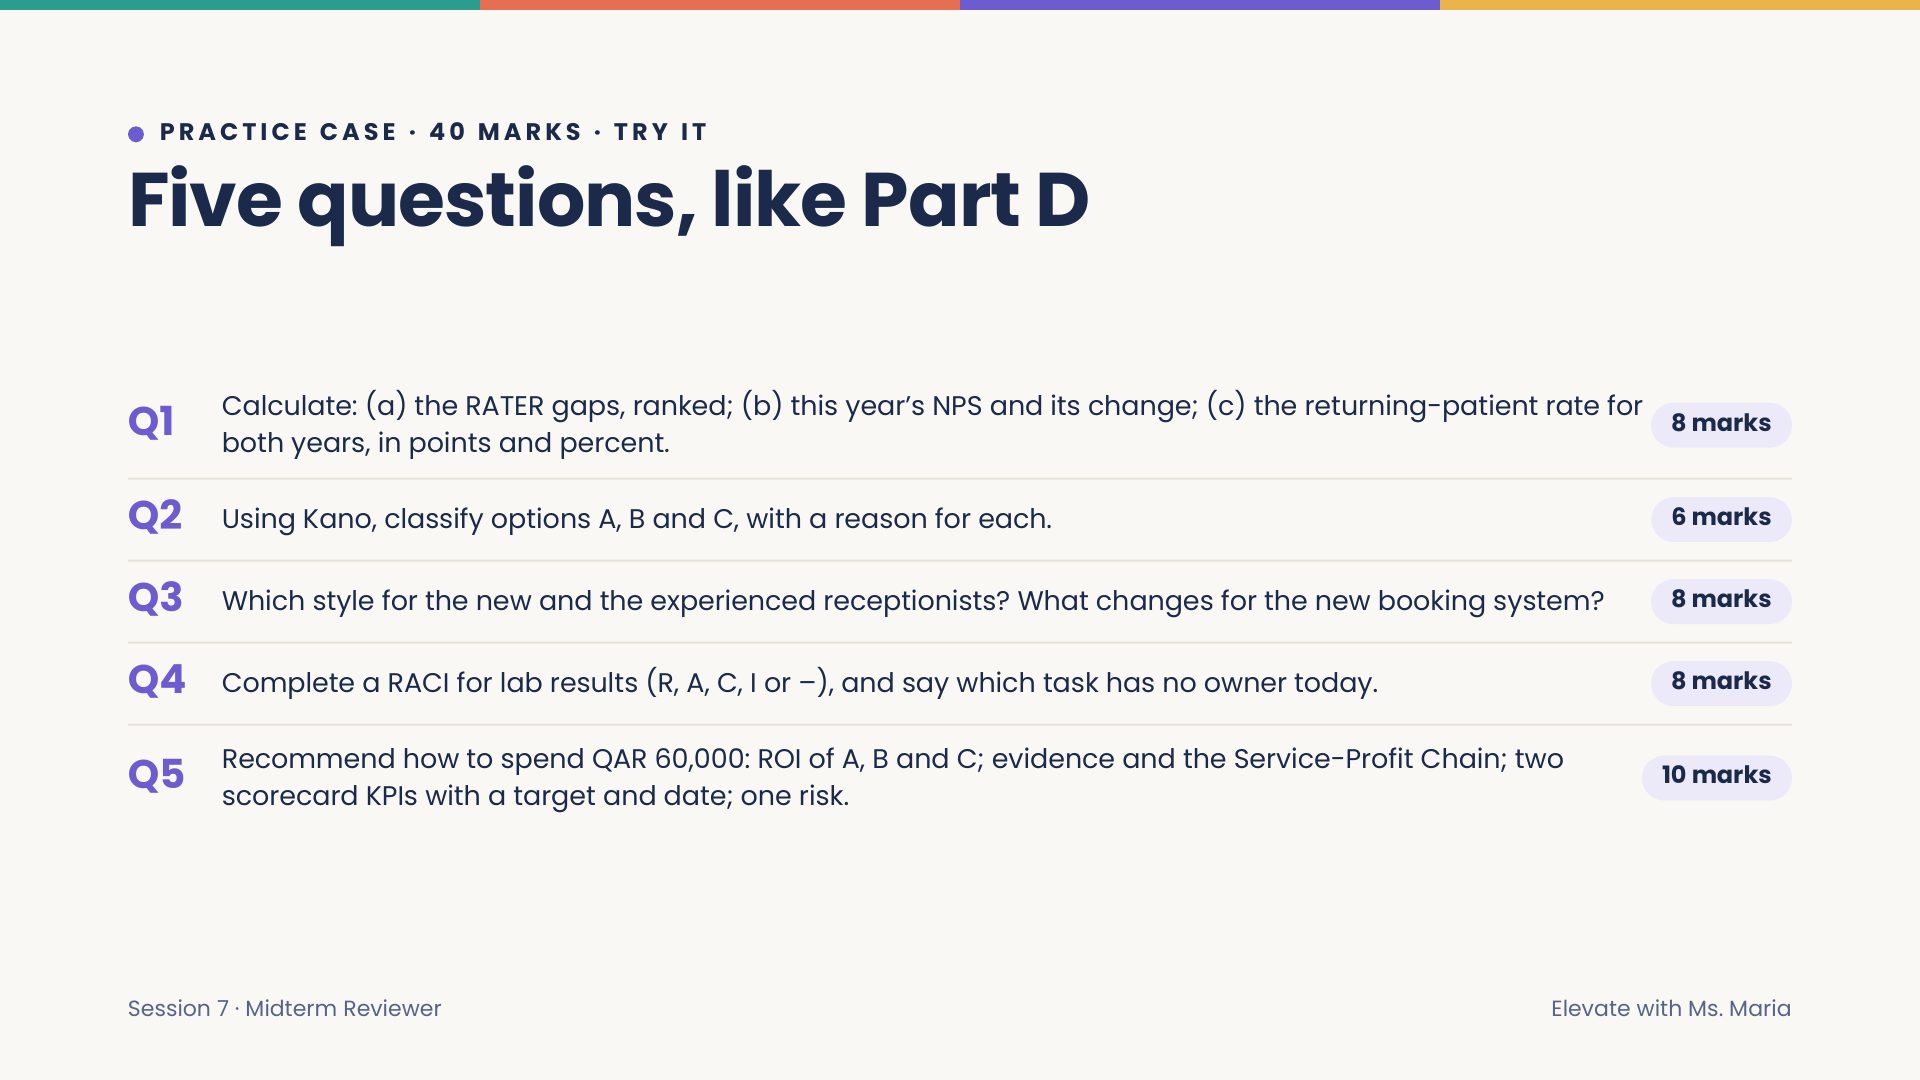 PRACTICE CASE · 40 MARKS · TRY IT
Five questions, like Part D
Q1
Calculate: (a) the RATER gaps, ranked; (b) this year’s NPS and its change; (c) the returning-patient rate for
both years, in points and percent.
8 marks
Q2
Using Kano, classify options A, B and C, with a reason for each.
6 marks
Q3
Which style for the new and the experienced receptionists? What changes for the new booking system?
8 marks
Q4
Complete a RACI for lab results (R, A, C, I or –), and say which task has no owner today.
8 marks
Q5
Recommend how to spend QAR 60,000: ROI of A, B and C; evidence and the Service-Profit Chain; two
scorecard KPIs with a target and date; one risk.
10 marks
Session 7 · Midterm Reviewer
Elevate with Ms. Maria